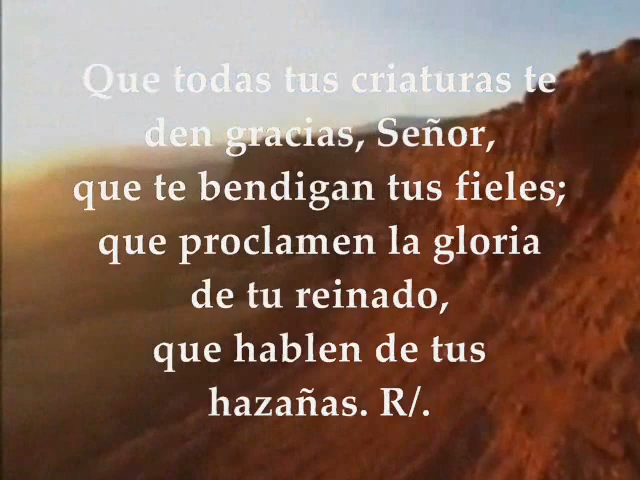 Que todas tus criaturas te
den gracias, Señor,
que te bendigan tus fieles;
que proclamen la gloria
de tu reinado,
que hablen de tus
hazañas. R/.